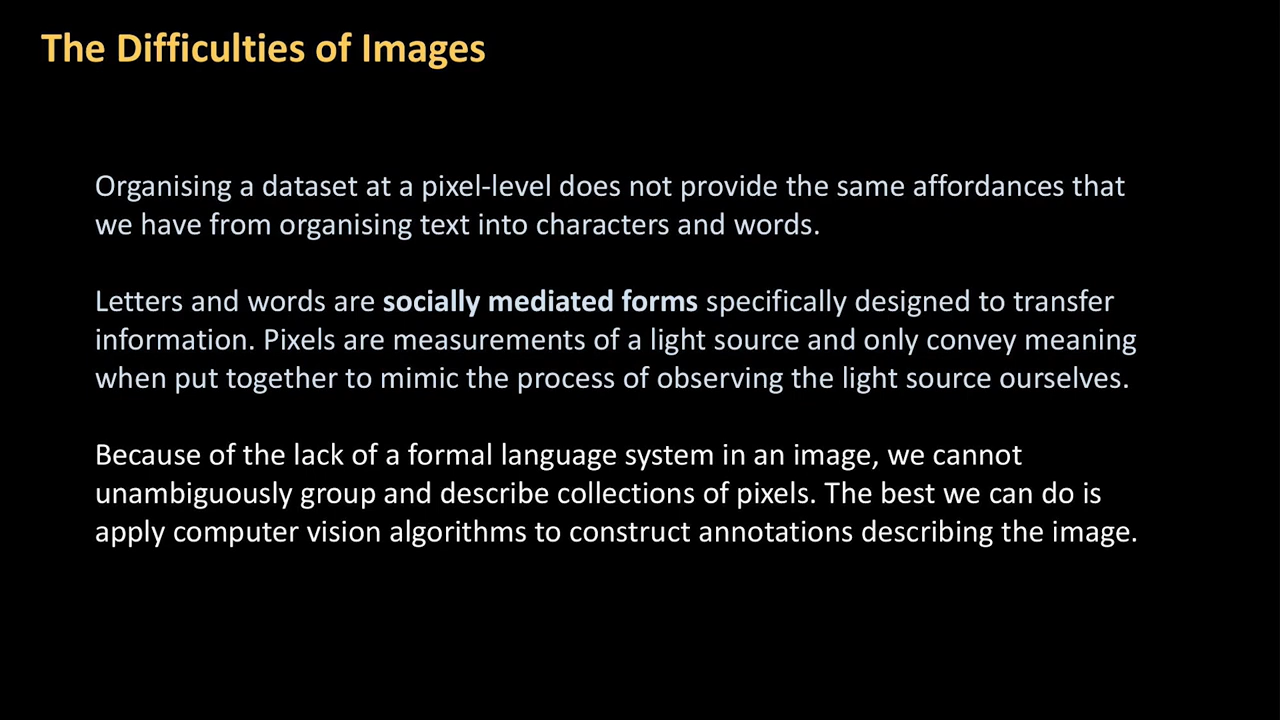 The Difficulties of Images
Organising a dataset at a pixel-level does not provide the same affordances that
we have from organising text into characters and words.
Letters and words are socially mediated forms specifically designed to transfer
information. Pixels are measurements of a light source and only convey meaning
when put together to mimic the process of observing the light source ourselves.
Because of the lack of a formal language system in an image, we cannot
unambiguously group and describe collections of pixels. The best we can do is
apply computer vision algorithms to construct annotations describing the image.